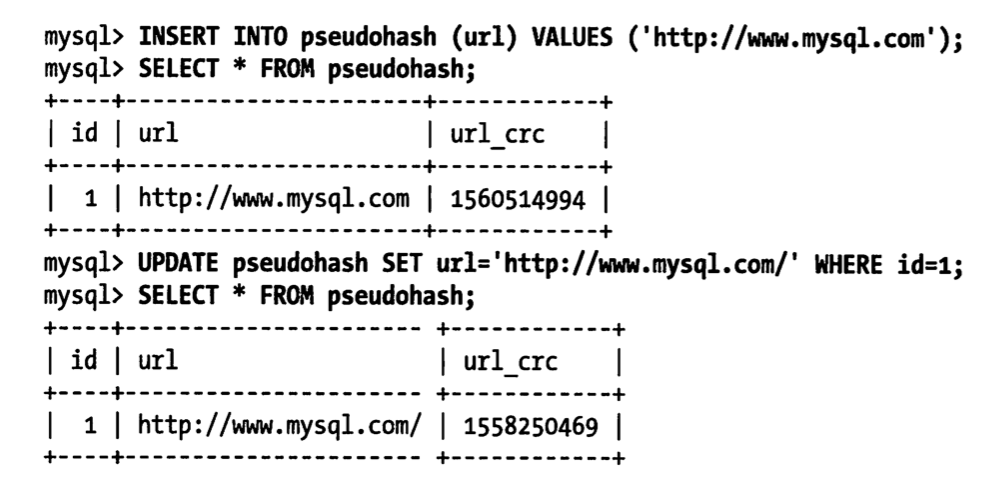 mysql> INSERT INTO pseudohash (url) VALUES ('http://www.mysql.com');
mysql> SELECT * FROM pseudohash;
+----+----------------------+------------+
| id | url                  | url_crc    |
+----+----------------------+------------+
|  1 | http://www.mysql.com | 1560514994 |
+----+----------------------+------------+
mysql> UPDATE pseudohash SET url='http://www.mysql.com/' WHERE id=1;
mysql> SELECT * FROM pseudohash;
+----+---------------------- +------------+
| id | url                   | url_crc    |
+----+---------------------- +------------+
|  1 | http://www.mysql.com/ | 1558250469 |
+----+---------------------- +------------+